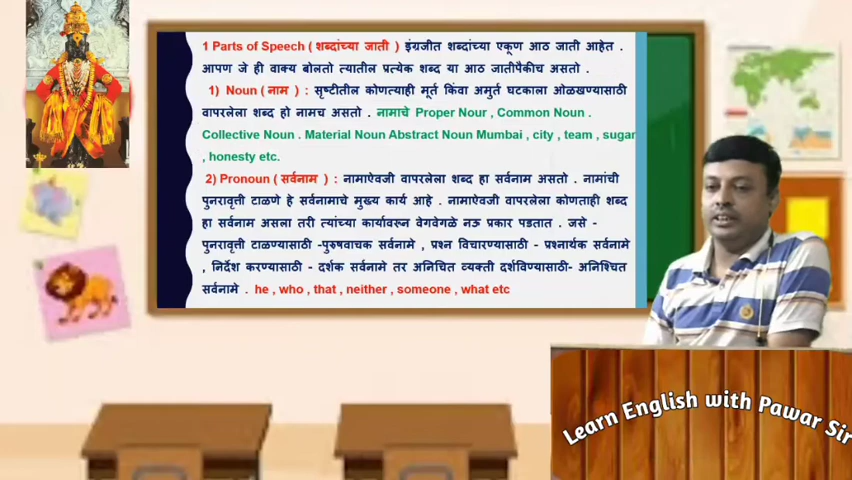 1 Parts of Speech ( शब्दांच्या जाती ) इंग्रजीत शब्दांच्या एकूण आठ जाती आहेत .
आपण जे ही वाक्य बोलतो त्यातील प्रत्येक शब्द या आठ जातीपैकीच असतो .
1) Noun ( नाम ) : सृष्टीतील कोणत्याही मूर्त किंवा अमुर्त घटकाला ओळखण्यासाठी
वापरलेला शब्द हो नामच असतो . नामाचे Proper Nour , Common Noun .
Collective Noun . Material Noun Abstract Noun Mumbai , city , team , sugar
, honesty etc.
2) Pronoun ( सर्वनाम ) : नामाऐवजी वापरलेला शब्द हा सर्वनाम असतो . नामांची
पुनरावृत्ती टाळणे हे सर्वनामाचे मुख्य कार्य आहे . नामाऐवजी वापरलेला कोणताही शब्द
हा सर्वनाम असला तरी त्यांच्या कार्यावरून वेगवेगळे नऊ प्रकार पडतात . जसे -
पुनरावृत्ती टाळण्यासाठी -पुरुषवाचक सर्वनामे , प्रश्न विचारण्यासाठी - प्रश्नार्थक सर्वनामे
, निर्देश करण्यासाठी - दर्शक सर्वनामे तर अनिचित व्यक्ती दर्शविण्यासाठी- अनिश्चित
सर्वनामे . he , who , that , neither , someone , what etc
Learn English with Pawar Sir